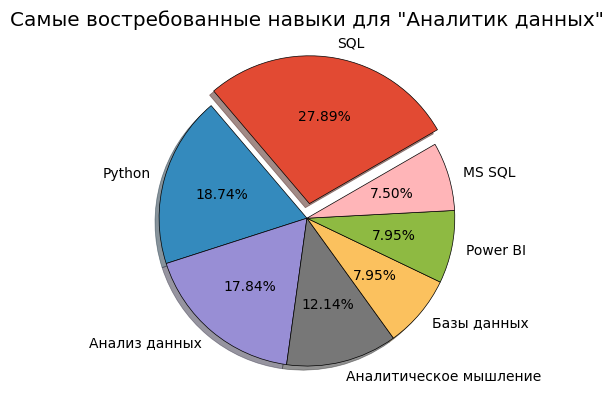 Самые востребованные навыки для "Аналитик данных"
SQL
27.89%
Python
18.74%
MS SQL
7.50%
Power BI
7.95%
Базы данных
7.95%
Анализ данных
17.84%
Аналитическое мышление
12.14%